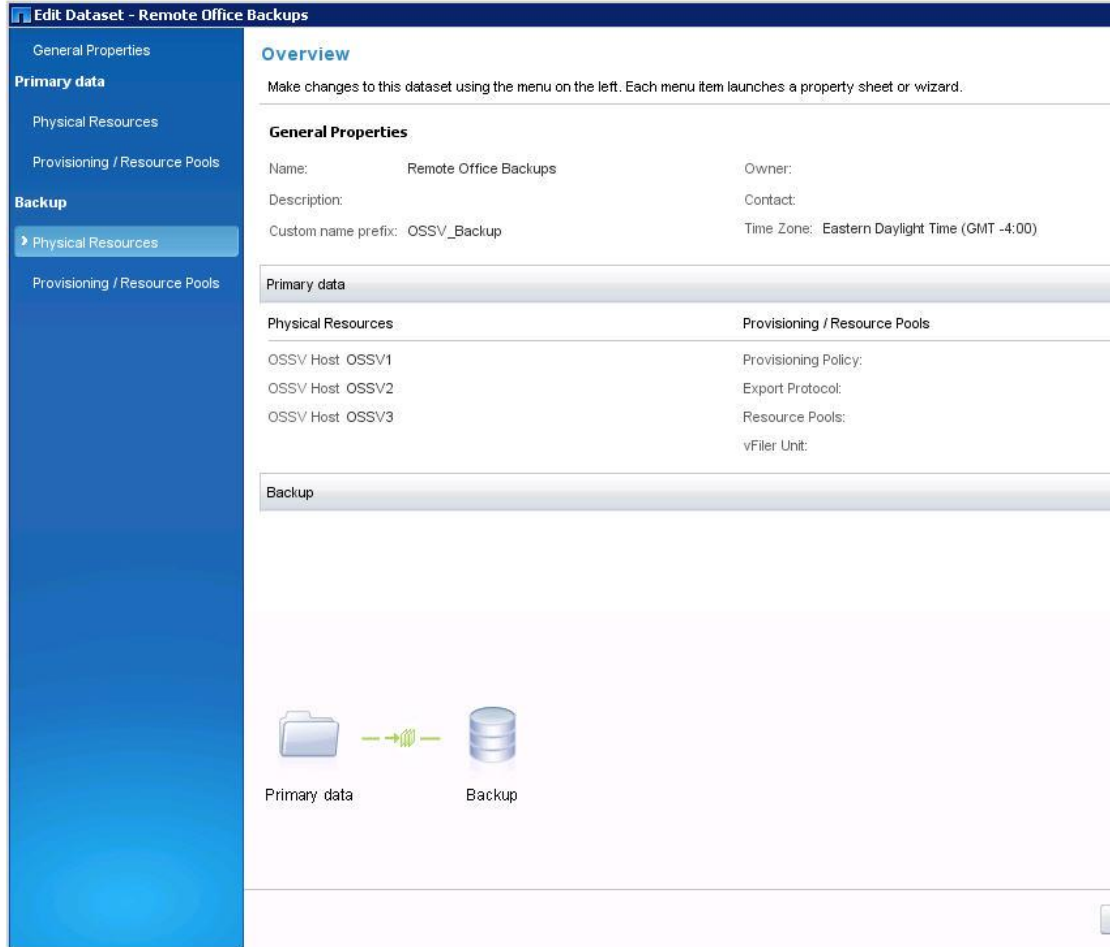 Edit Dataset - Remote Office Backups
General Properties
Primary data
Physical Resources
Provisioning / Resource Pools
Backup
Physical Resources
Provisioning / Resource Pools
Overview
Make changes to this dataset using the menu on the left. Each menu item launches a property sheet or wizard.
General Properties
Name: Remote Office Backups Owner:
Description: Contact:
Custom name prefix: OSSV_Backup Time Zone: Eastern Daylight Time (GMT -4:00)
Primary data
Physical Resources Provisioning / Resource Pools
OSSV Host OSSV1 Provisioning Policy:
OSSV Host OSSV2 Export Protocol:
OSSV Host OSSV3 Resource Pools:
vFiler Unit:
Backup
Primary data Backup